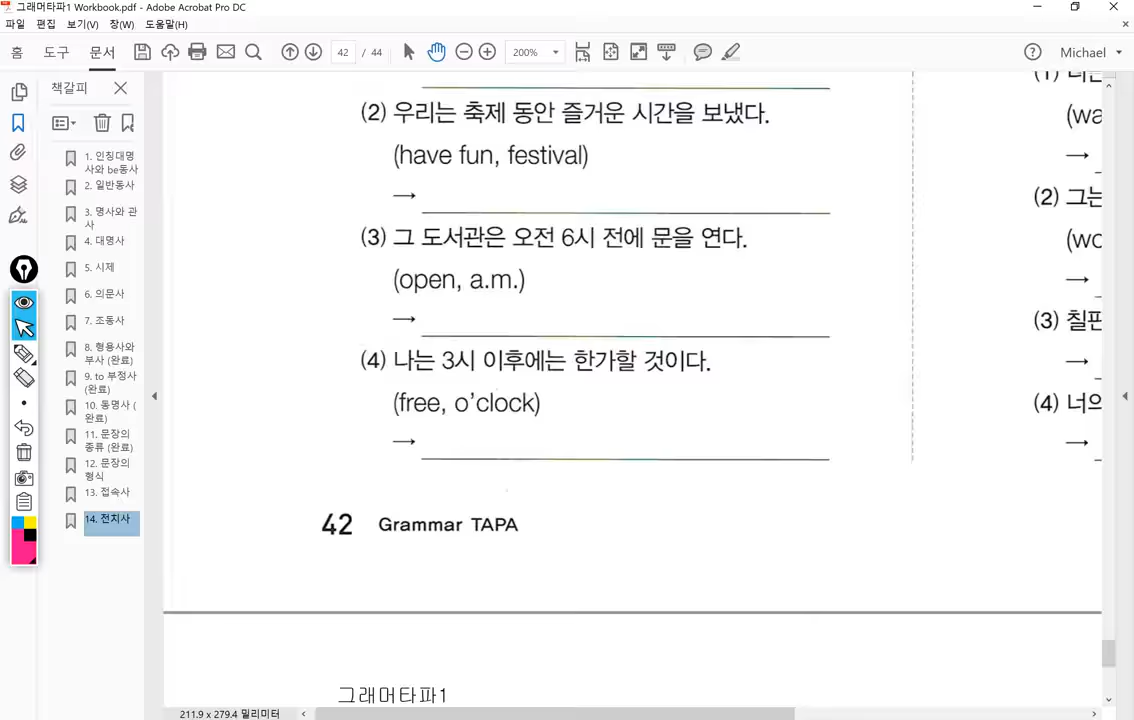 그래머타파1 Workbook.pdf - Adobe Acrobat Pro DC
파일 편집 보기(V) 창(W) 도움말(H)
홈 도구 문서 42 / 44 200% Michael
책갈피
1. 인칭대명
사와 be동사
2. 일반동사
3. 명사와 관
사
4. 대명사
5. 시제
6. 의문사
7. 조동사
8. 형용사와
부사 (완료)
9. to 부정사
(완료)
10. 동명사 (
완료)
11. 문장의
종류 (완료)
12. 문장의
형식
13. 접속사
14. 전치사
(2) 우리는 축제 동안 즐거운 시간을 보냈다.
(have fun, festival)
→
(3) 그 도서관은 오전 6시 전에 문을 연다.
(open, a.m.)
→
(4) 나는 3시 이후에는 한가할 것이다.
(free, o'clock)
→
42 Grammar TAPA
(wa
→
(2) 그는
(wo
→
(3) 칠판
→
(4) 너의
→
그래머타파1
211.9 x 279.4 밀리미터